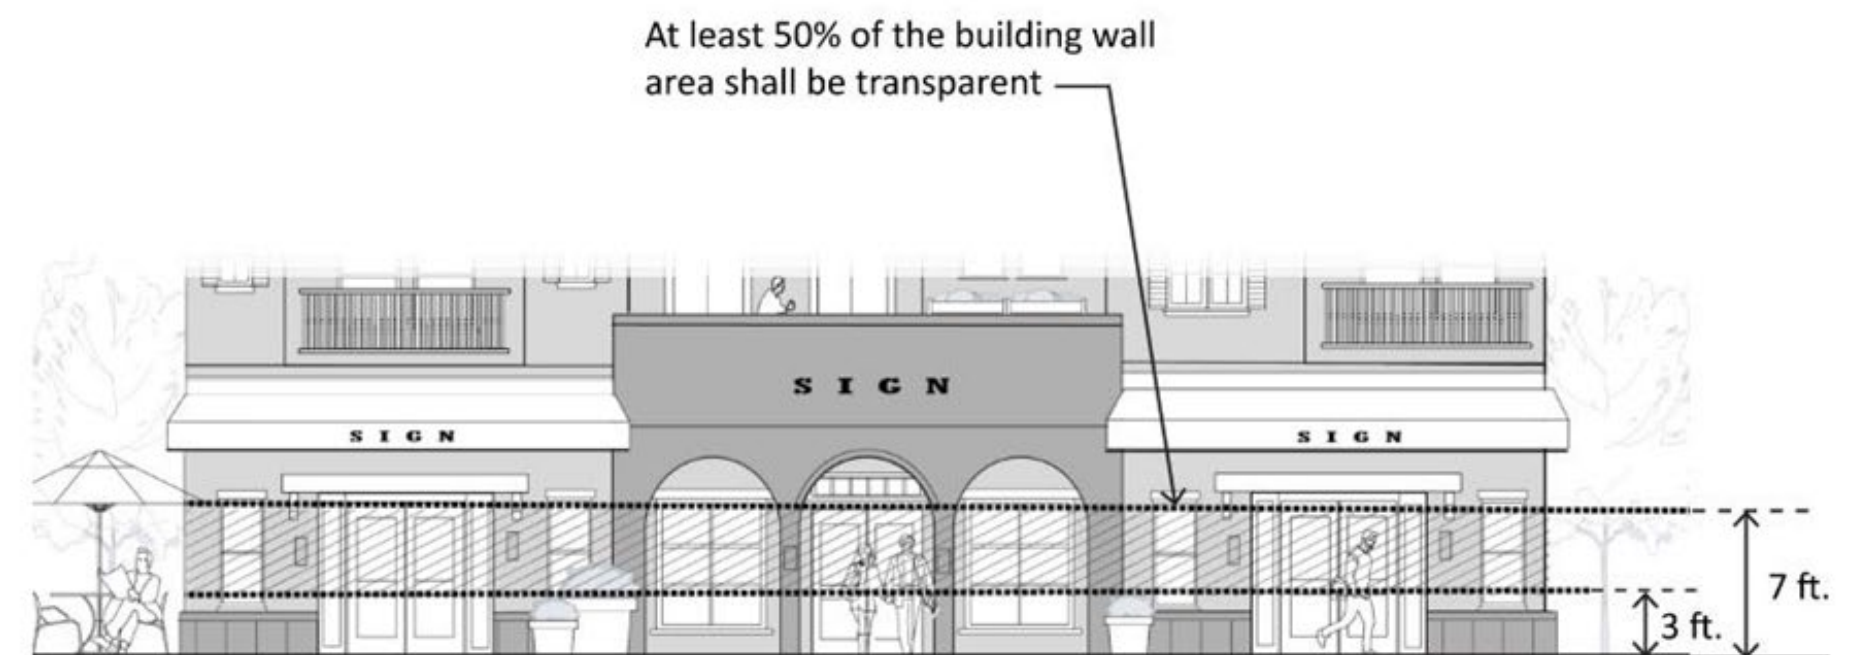 At least 50% of the building wall
area shall be transparent
SIGN
SIGN
SIGN
7 ft.
3 ft.